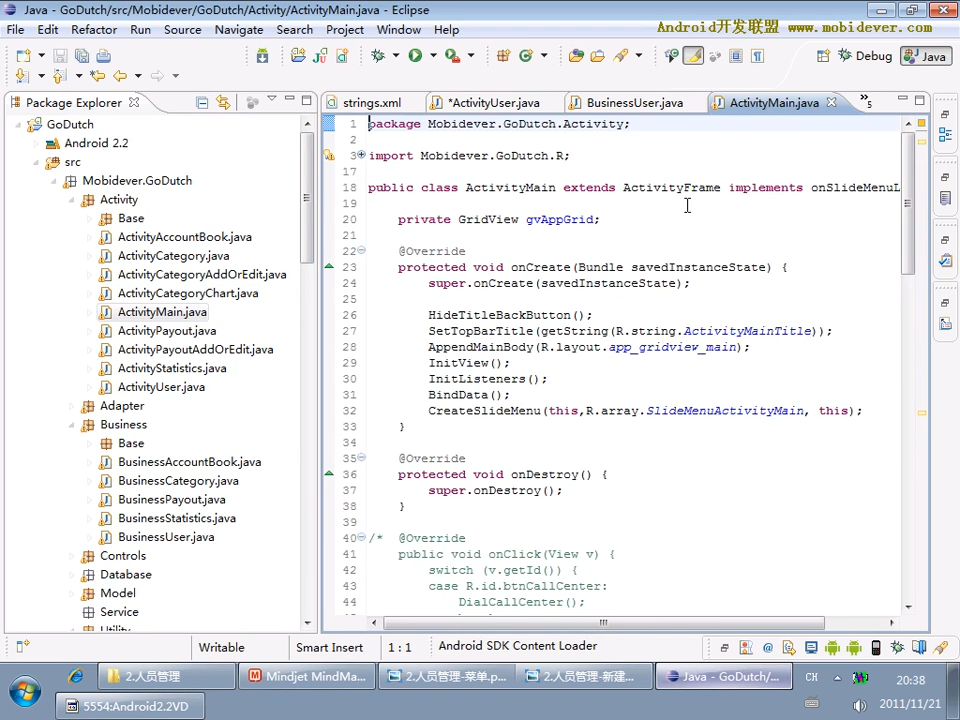 Java - GoDutch/src/Mobidever/GoDutch/Activity/ActivityMain.java - Eclipse
File Edit Refactor Run Source Navigate Search Project Window Help
Android开发联盟 www.mobidever.com
Debug Java
Package Explorer
strings.xml *ActivityUser.java BusinessUser.java ActivityMain.java »5
GoDutch
Android 2.2
src
Mobidever.GoDutch
Activity
Base
ActivityAccountBook.java
ActivityCategory.java
ActivityCategoryAddOrEdit.java
ActivityCategoryChart.java
ActivityMain.java
ActivityPayout.java
ActivityPayoutAddOrEdit.java
ActivityStatistics.java
ActivityUser.java
Adapter
Business
Base
BusinessAccountBook.java
BusinessCategory.java
BusinessPayout.java
BusinessStatistics.java
BusinessUser.java
Controls
Database
Model
Service
Utility
1 package Mobidever.GoDutch.Activity;
2
3 import Mobidever.GoDutch.R;
17
18 public class ActivityMain extends ActivityFrame implements onSlideMenuL
19
20 private GridView gvAppGrid;
21
22 @Override
23 protected void onCreate(Bundle savedInstanceState) {
24 super.onCreate(savedInstanceState);
25
26 HideTitleBackButton();
27 SetTopBarTitle(getString(R.string.ActivityMainTitle));
28 AppendMainBody(R.layout.app_gridview_main);
29 InitView();
30 InitListeners();
31 BindData();
32 CreateSlideMenu(this,R.array.SlideMenuActivityMain, this);
33 }
34
35 @Override
36 protected void onDestroy() {
37 super.onDestroy();
38 }
39
40 /* @Override
41 public void onClick(View v) {
42 switch (v.getId()) {
43 case R.id.btnCallCenter:
44 DialCallCenter();
Writable Smart Insert 1 : 1 Android SDK Content Loader
2.人员管理 Mindjet MindMa... 2.人员管理-菜单.p... 2.人员管理-新建... Java - GoDutch/... CH 20:38
5554:Android2.2VD 2011/11/21